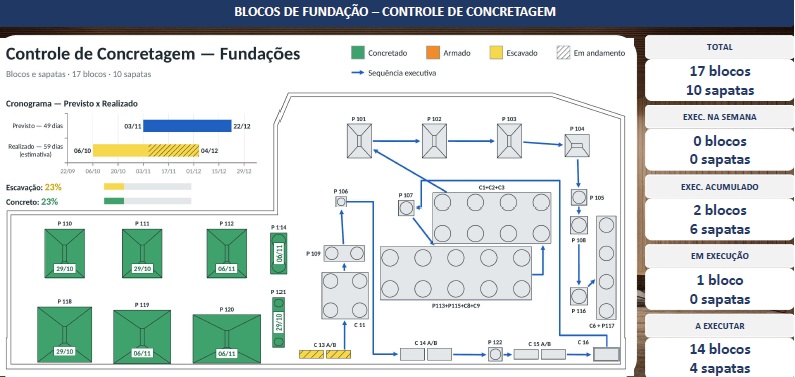 BLOCOS DE FUNDAÇÃO – CONTROLE DE CONCRETAGEM
Controle de Concretagem — Fundações
Blocos e sapatas · 17 blocos · 10 sapatas
Concretado Armado Escavado Em andamento
Sequência executiva
Cronograma — Previsto x Realizado
Previsto — 49 dias 03/11 22/12
Realizado — 59 dias
(estimativa)
06/10 04/12
22/09 06/10 20/10 03/11 17/11 01/12 15/12 29/12
Escavação: 23%
Concreto: 23%
P 101 P 102 P 103 P 104
P 105
P 106 P 107 C1+C2+C3
P 108
P 109
P 110 P 111 P 112 P 114
29/10 29/10 06/11 06/11
P113+P115+C8+C9
P 116
C6 + P117
C 11
P 118 P 119 P 120 P 121
29/10 06/11 06/11 29/10
C 13 A/B C 14 A/B P 122 C 15 A/B C 16
TOTAL
17 blocos
10 sapatas
EXEC. NA SEMANA
0 blocos
0 sapatas
EXEC. ACUMULADO
2 blocos
6 sapatas
EM EXECUÇÃO
1 bloco
0 sapatas
A EXECUTAR
14 blocos
4 sapatas